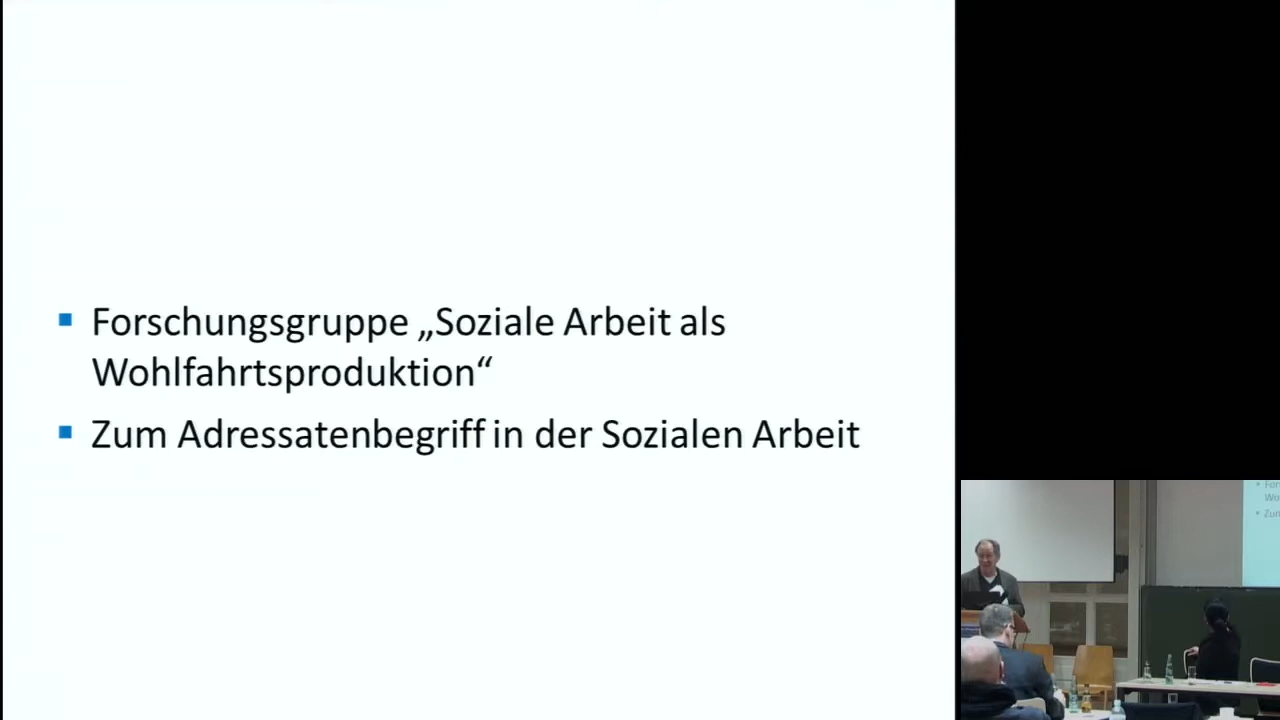 ▪ Forschungsgruppe „Soziale Arbeit als
Wohlfahrtsproduktion“
▪ Zum Adressatenbegriff in der Sozialen Arbeit